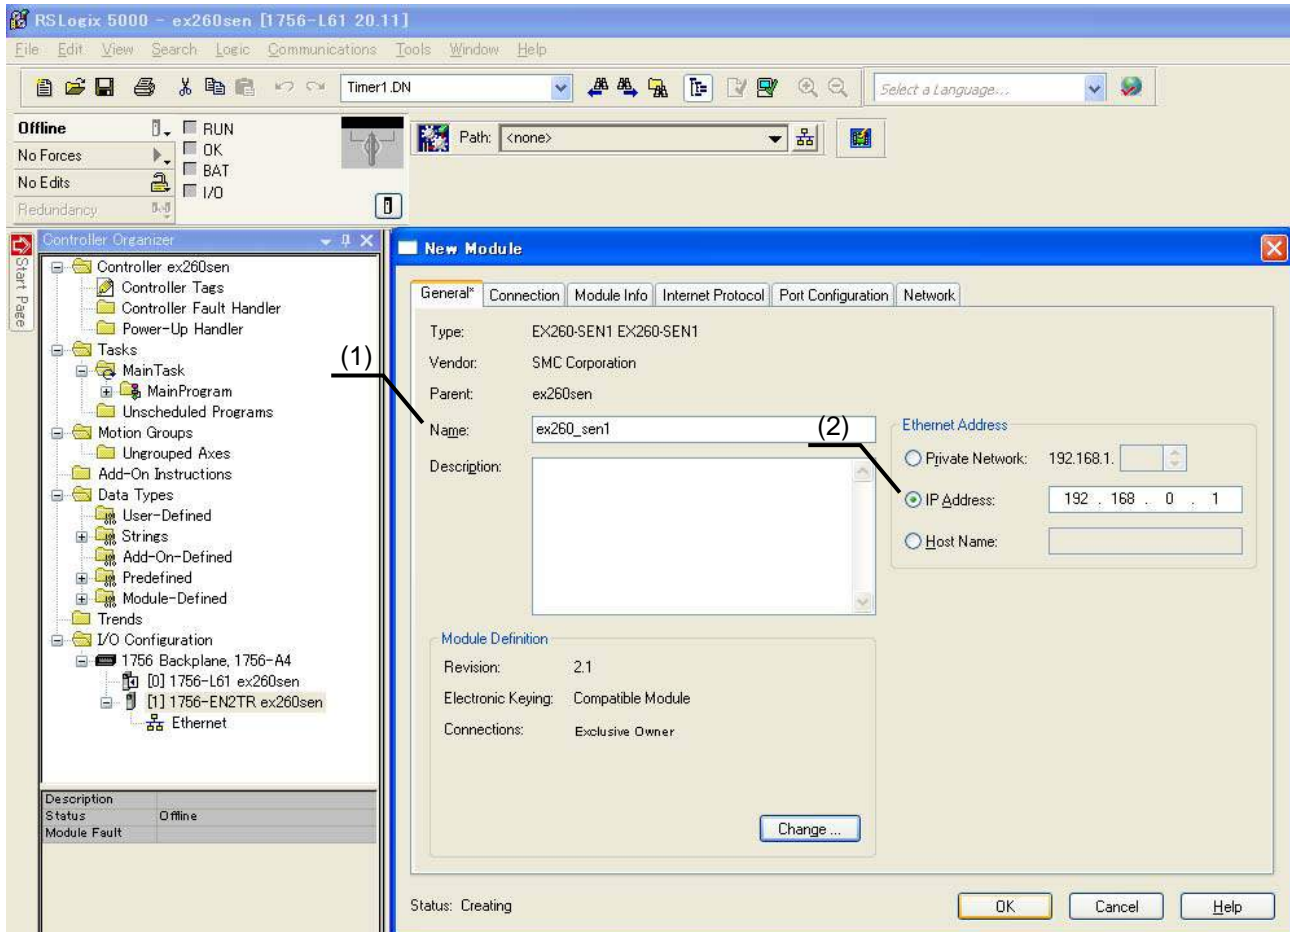 RSLogix 5000 - ex260sen [1756-L61 20.11]
File Edit View Search Logic Communications Tools Window Help
Timer1.DN
Select a Language...
Offline
RUN
No Forces
OK
No Edits
BAT
I/O
Redundancy
Path: <none>
Start Page
Controller Organizer
Controller ex260sen
Controller Tags
Controller Fault Handler
Power-Up Handler
Tasks
MainTask
MainProgram
Unscheduled Programs
Motion Groups
Ungrouped Axes
Add-On Instructions
Data Types
User-Defined
Strings
Add-On-Defined
Predefined
Module-Defined
Trends
I/O Configuration
1756 Backplane, 1756-A4
[0] 1756-L61 ex260sen
[1] 1756-EN2TR ex260sen
Ethernet
Description
Status Offline
Module Fault
New Module
General* Connection Module Info Internet Protocol Port Configuration Network
Type: EX260-SEN1 EX260-SEN1
Vendor: SMC Corporation
Parent: ex260sen
(1)
Name: ex260_sen1
Description:
(2)
Ethernet Address
Private Network: 192.168.1.
IP Address: 192 . 168 . 0 . 1
Host Name:
Module Definition
Revision: 2.1
Electronic Keying: Compatible Module
Connections: Exclusive Owner
Change ...
Status: Creating
OK Cancel Help